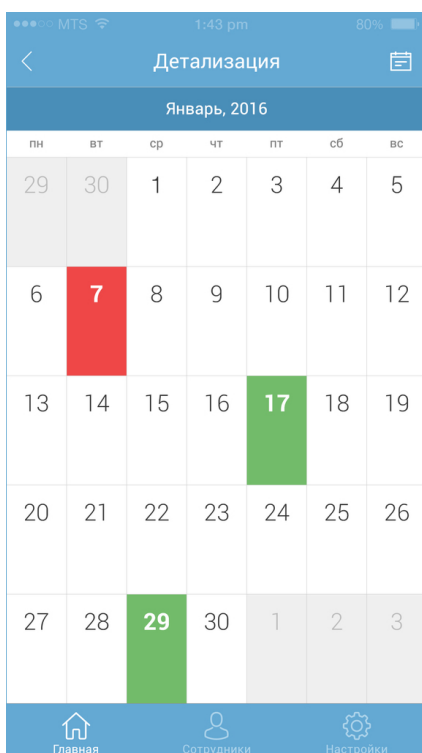 MTS 1:43 pm 80%
Детализация
Январь, 2016
пн вт ср чт пт сб вс
29 30 1 2 3 4 5
6 7 8 9 10 11 12
13 14 15 16 17 18 19
20 21 22 23 24 25 26
27 28 29 30 1 2 3
Главная Сотрудники Настройки